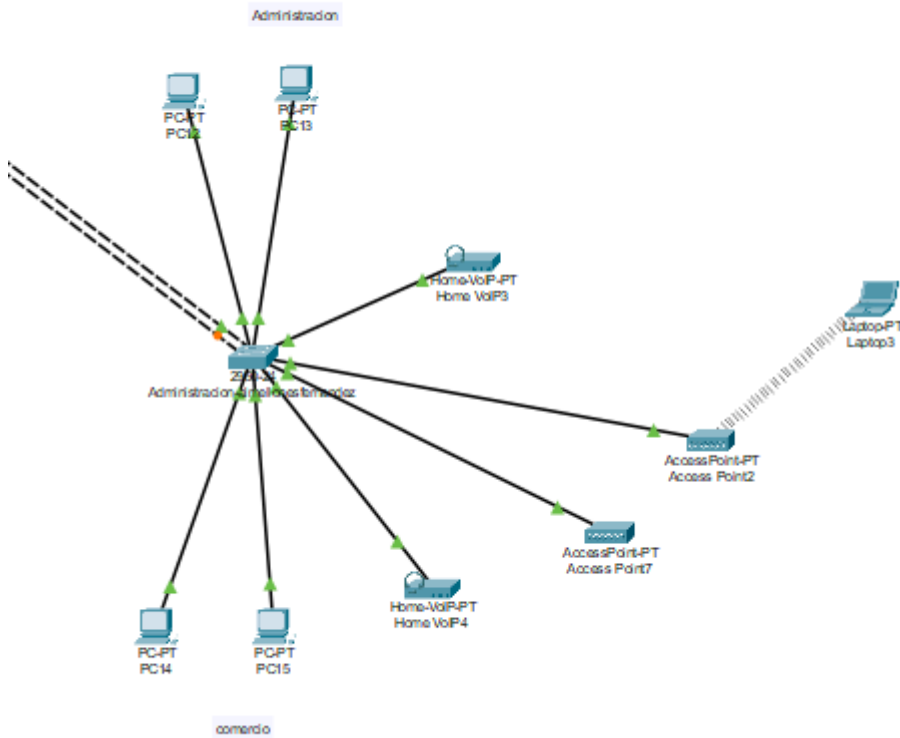 Administracion
PC-PT
PC-PT
PC13
Home-VoIP-PT
Home VoIP3
Laptop-PT
Laptop3
Administracion
AccessPoint-PT
Access Point2
AccessPoint-PT
Access Point7
Home-VoIP-PT
Home VoIP4
PC-PT
PC14
PC-PT
PC15
comercio